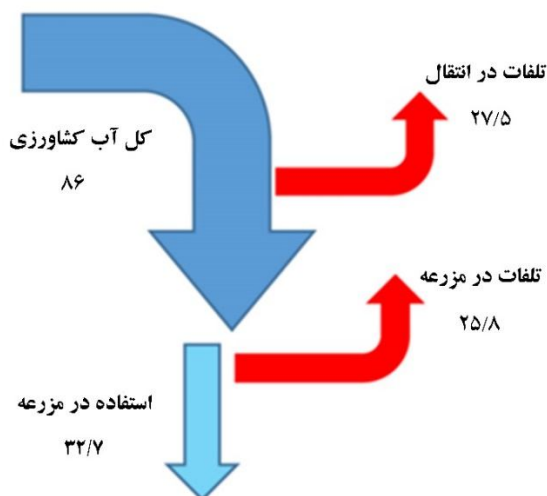 تلفات در انتقال
۲۷/۵
کل آب کشاورزی
۸۶
تلفات در مزرعه
۲۵/۸
استفاده در مزرعه
۳۲/۷